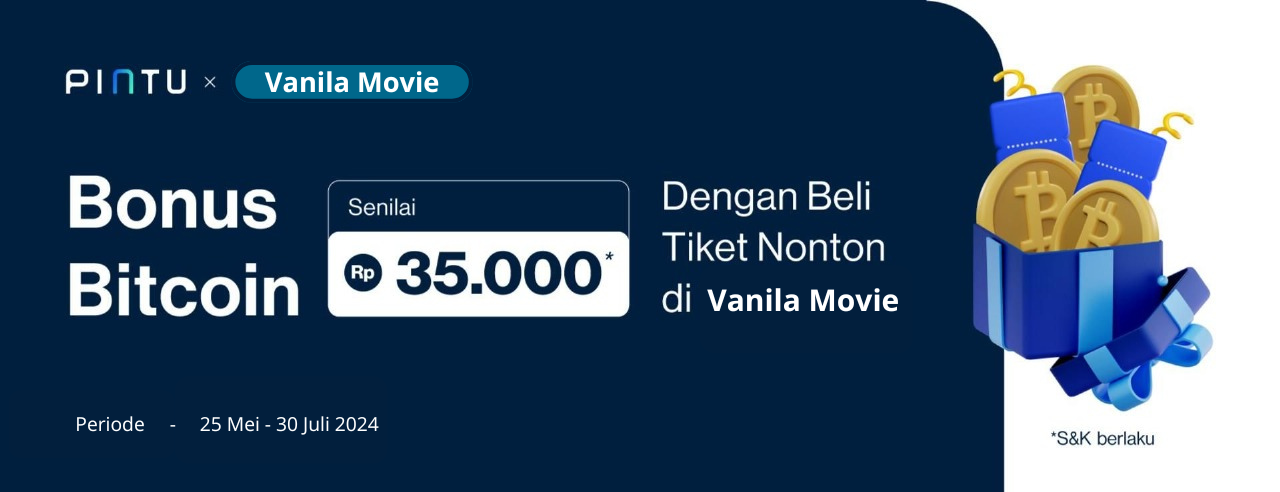 PINTU × Vanila Movie
Bonus
Bitcoin
Senilai
Rp 35.000*
Dengan Beli
Tiket Nonton
di Vanila Movie
Periode - 25 Mei - 30 Juli 2024
*S&K berlaku